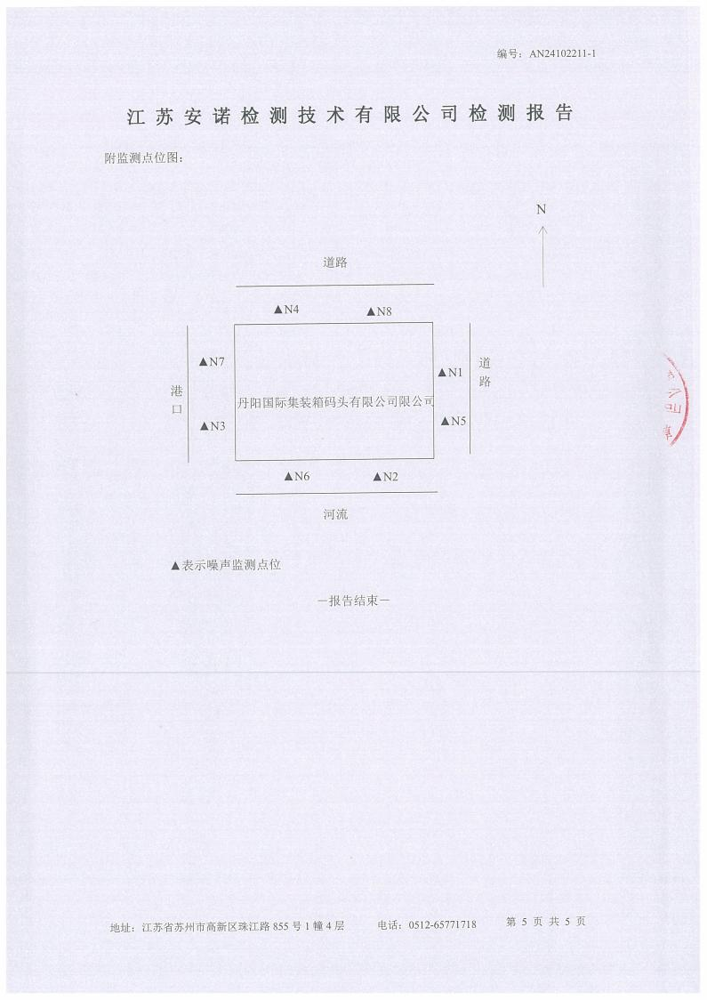 编号：AN24102211-1
江苏安诺检测技术有限公司检测报告
附监测点位图：
N
道路
▲N4 ▲N8
▲N7
▲N1
道路
港口
丹阳国际集装箱码头有限公司限公司
▲N3
▲N5
▲N6 ▲N2
河流
▲表示噪声监测点位
－报告结束－
地址：江苏省苏州市高新区珠江路 855 号 1 幢 4 层 电话：0512-65771718 第 5 页 共 5 页